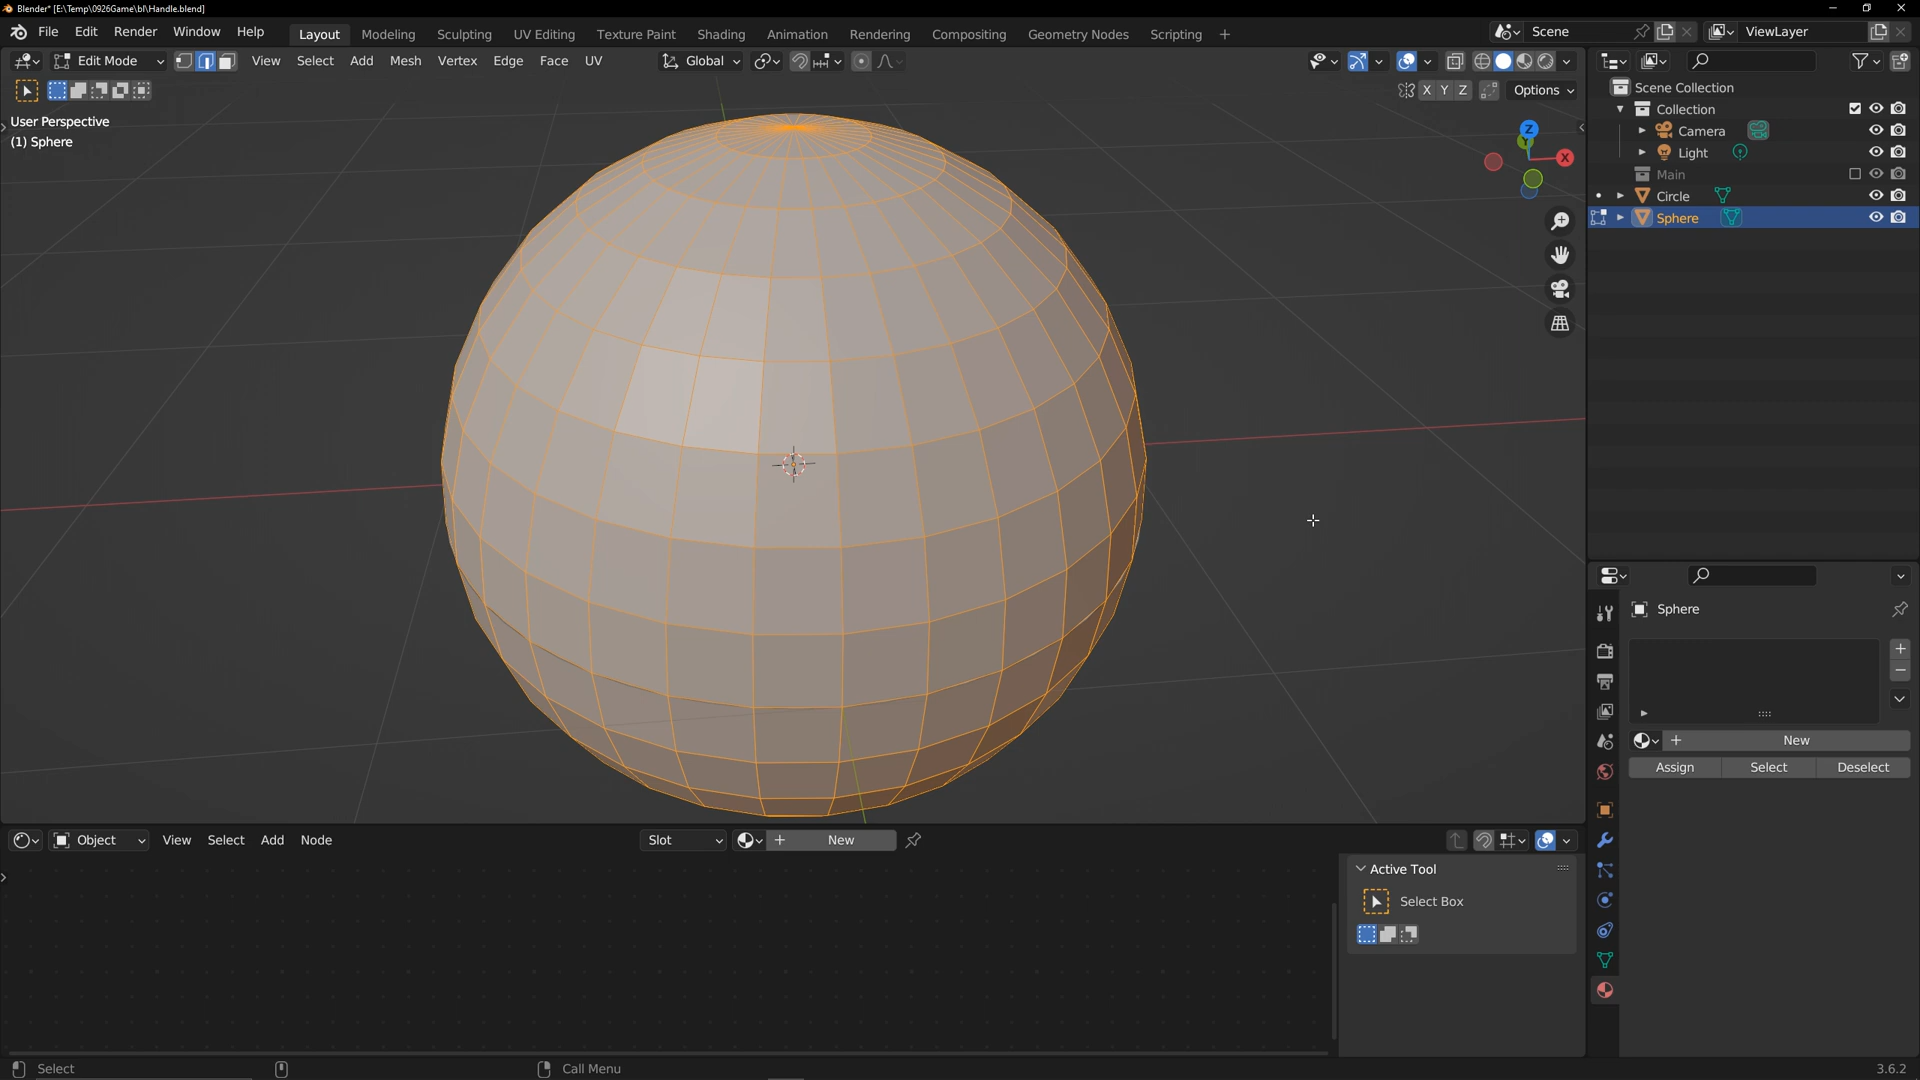 Blender* [E:\Temp\0926Game\bl\Handle.blend]
File Edit Render Window Help Layout Modeling Sculpting UV Editing Texture Paint Shading Animation Rendering Compositing Geometry Nodes Scripting + Scene ViewLayer
Edit Mode View Select Add Mesh Vertex Edge Face UV Global
X Y Z Options
User Perspective
(1) Sphere
Z
X
Scene Collection
Collection
Camera
Light
Main
Circle
Sphere
Sphere
+ New
Assign Select Deselect
Object View Select Add Node Slot + New
Active Tool
Select Box
Select Call Menu 3.6.2